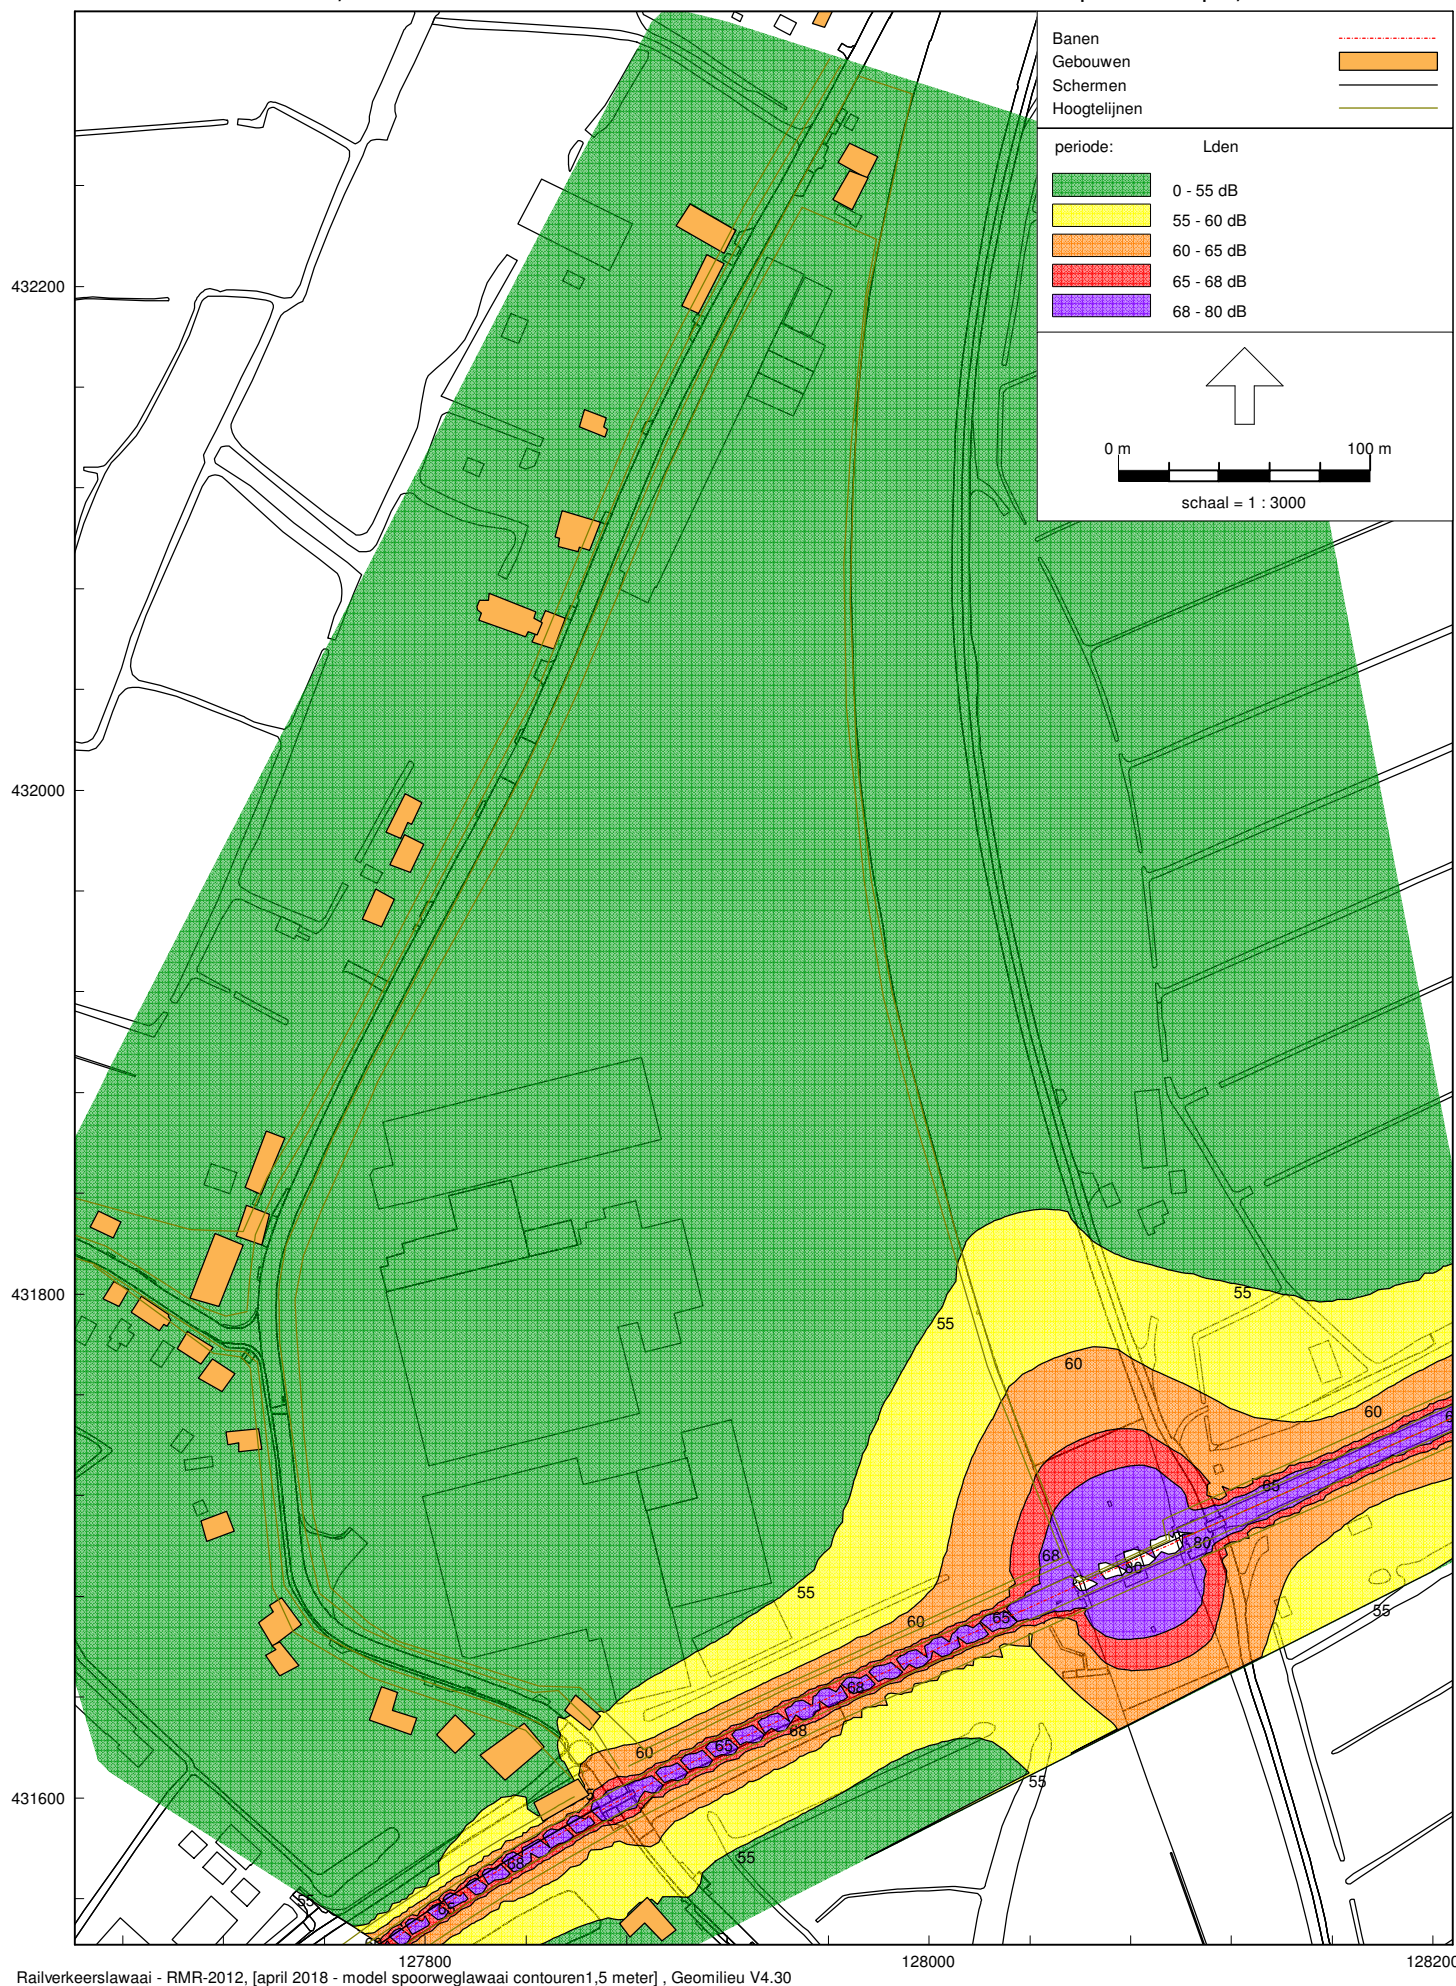 Banen
Gebouwen
Schermen
Hoogtelijnen
periode: Lden
0 - 55 dB
55 - 60 dB
60 - 65 dB
65 - 68 dB
68 - 80 dB
0 m 100 m
schaal = 1 : 3000
432200
432000
431800
431600
55
55
60
60
65
68
80
80
55
60
65
55
68
68
65
60
55
55
68
65
55
127800
128000
Railverkeerslawaai - RMR-2012, [april 2018 - model spoorweglawaai contouren1,5 meter] , Geomilieu V4.30